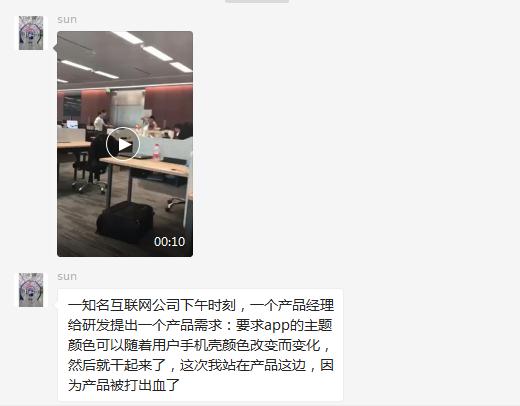 sun
00:10
sun
一知名互联网公司下午时刻，一个产品经理
给研发提出一个产品需求：要求app的主题
颜色可以随着用户手机壳颜色改变而变化，
然后就干起来了，这次我站在产品这边，因
为产品被打出血了